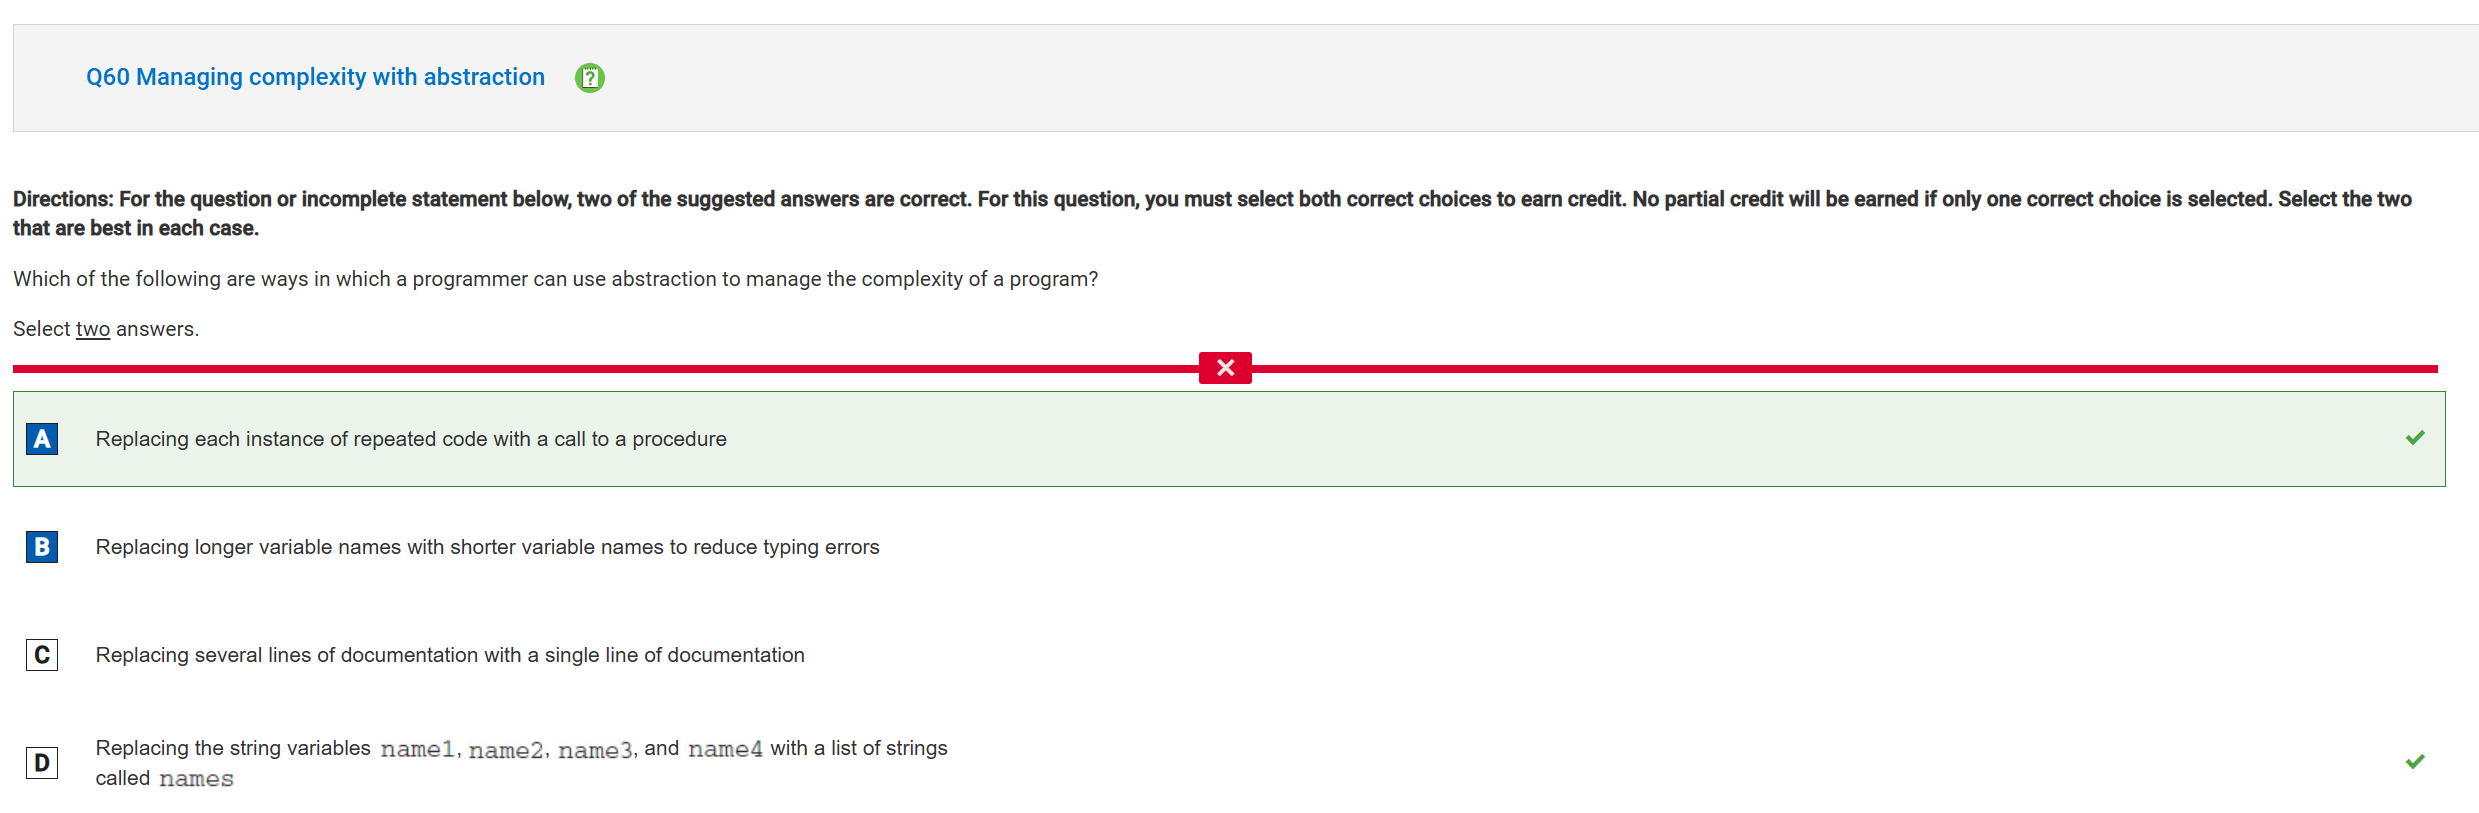 Q60 Managing complexity with abstraction
Directions: For the question or incomplete statement below, two of the suggested answers are correct. For this question, you must select both correct choices to earn credit. No partial credit will be earned if only one correct choice is selected. Select the two
that are best in each case.
Which of the following are ways in which a programmer can use abstraction to manage the complexity of a program?
Select two answers.
A Replacing each instance of repeated code with a call to a procedure
B Replacing longer variable names with shorter variable names to reduce typing errors
C Replacing several lines of documentation with a single line of documentation
D Replacing the string variables name1, name2, name3, and name4 with a list of strings
called names